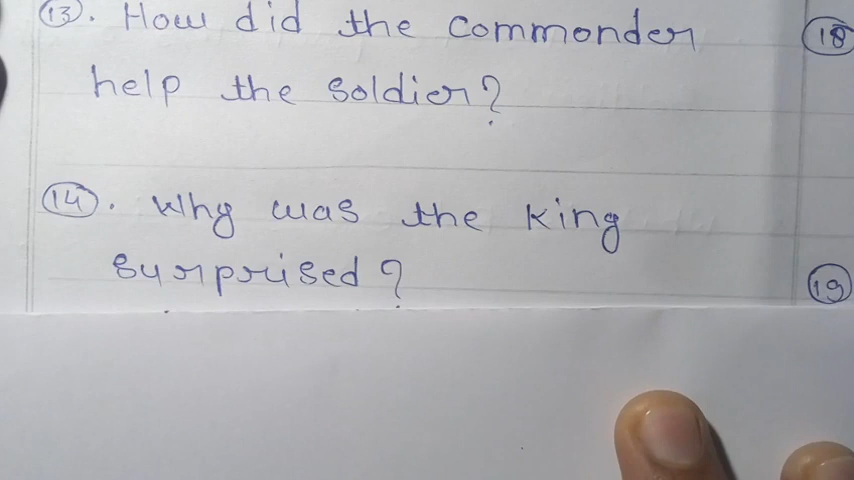 (13). How did the commonder
help the soldier?
(14). Why was the king
surprised?
(18)
(19)